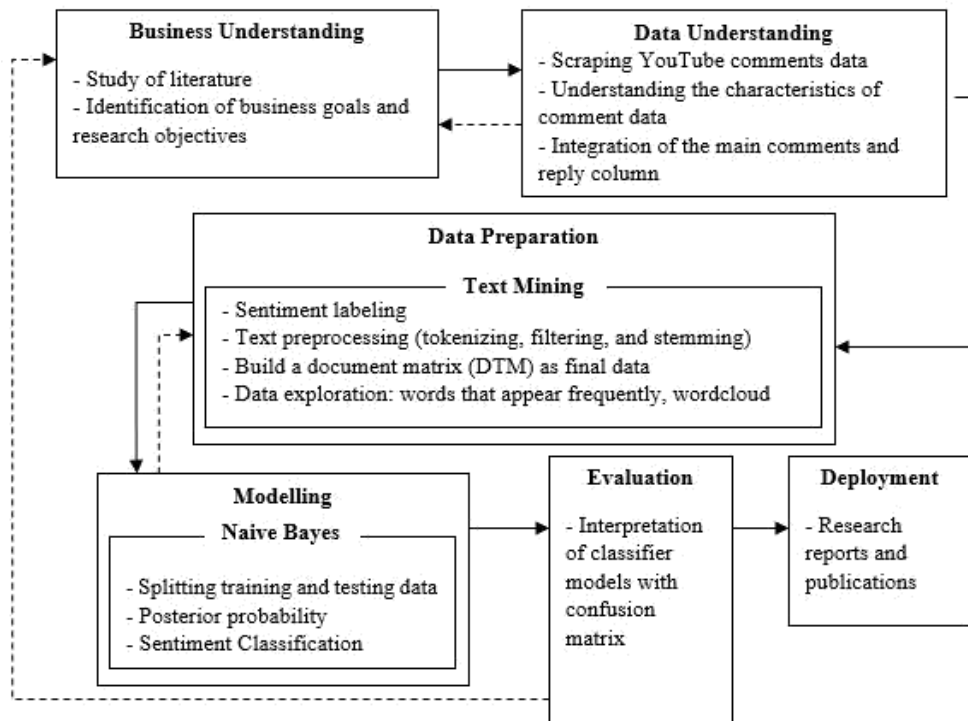 Business Understanding
- Study of literature
- Identification of business goals and
research objectives
Data Understanding
- Scraping YouTube comments data
- Understanding the characteristics of
comment data
- Integration of the main comments and
reply column
Data Preparation
Text Mining
- Sentiment labeling
- Text preprocessing (tokenizing, filtering, and stemming)
- Build a document matrix (DTM) as final data
- Data exploration: words that appear frequently, wordcloud
Modelling
Naive Bayes
- Splitting training and testing data
- Posterior probability
- Sentiment Classification
Evaluation
- Interpretation
of classifier
models with
confusion
matrix
Deployment
- Research
reports and
publications